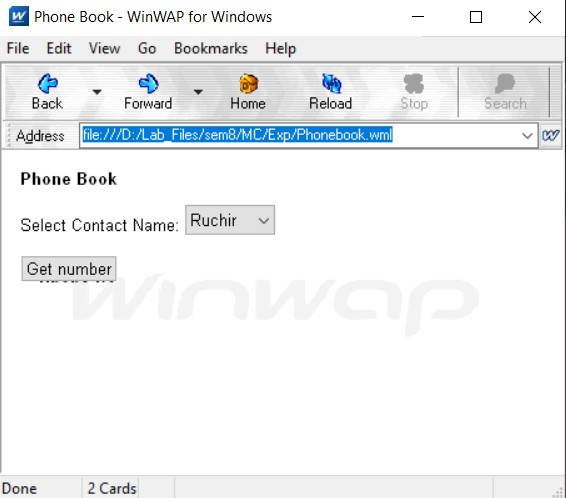 Phone Book - WinWAP for Windows
File Edit View Go Bookmarks Help
Back Forward Home Reload Stop Search
Address file:///D:/Lab_Files/sem8/MC/Exp/Phonebook.wml W
Phone Book
Select Contact Name: Ruchir
Get number
Winwap
Done 2 Cards